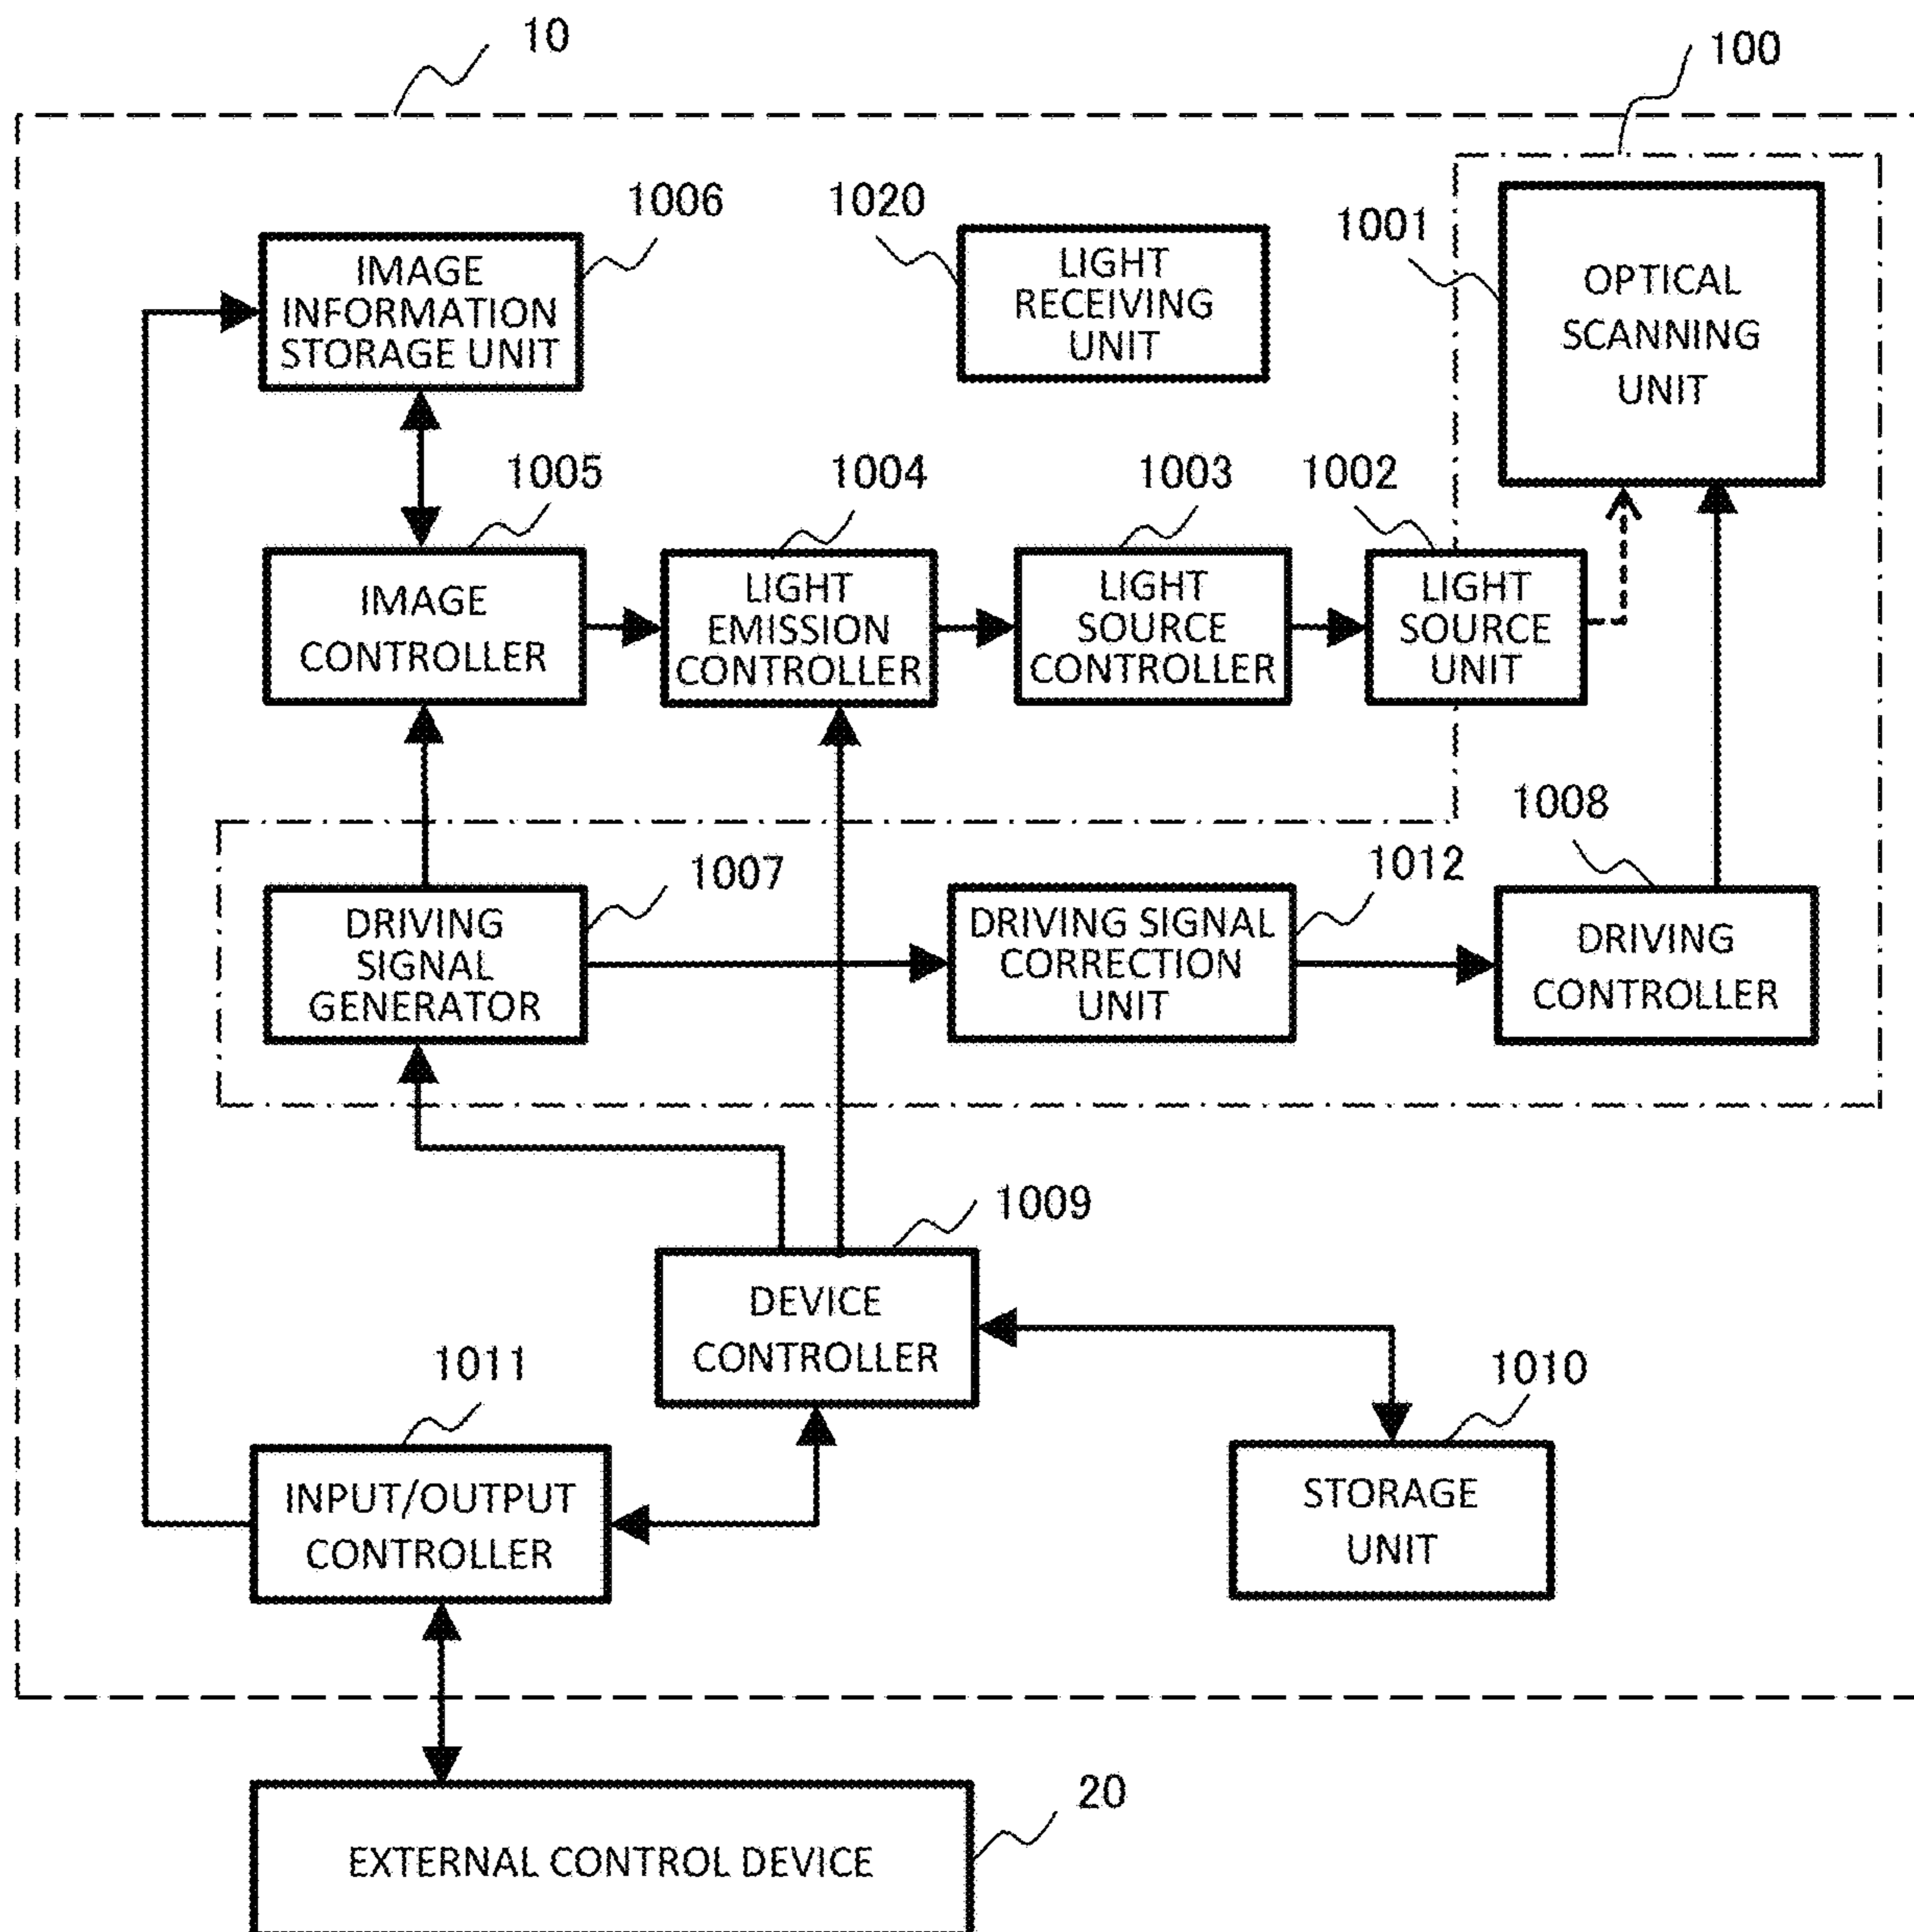 10
100
1006
1020
1001
IMAGE
INFORMATION
STORAGE UNIT
LIGHT
RECEIVING
UNIT
OPTICAL
SCANNING
UNIT
1005
1004
1003
1002
IMAGE
CONTROLLER
LIGHT
EMISSION
CONTROLLER
LIGHT
SOURCE
CONTROLLER
LIGHT
SOURCE
UNIT
1007
1012
1008
DRIVING
SIGNAL
GENERATOR
DRIVING SIGNAL
CORRECTION
UNIT
DRIVING
CONTROLLER
1009
DEVICE
CONTROLLER
1011
1010
INPUT/OUTPUT
CONTROLLER
STORAGE
UNIT
20
EXTERNAL CONTROL DEVICE